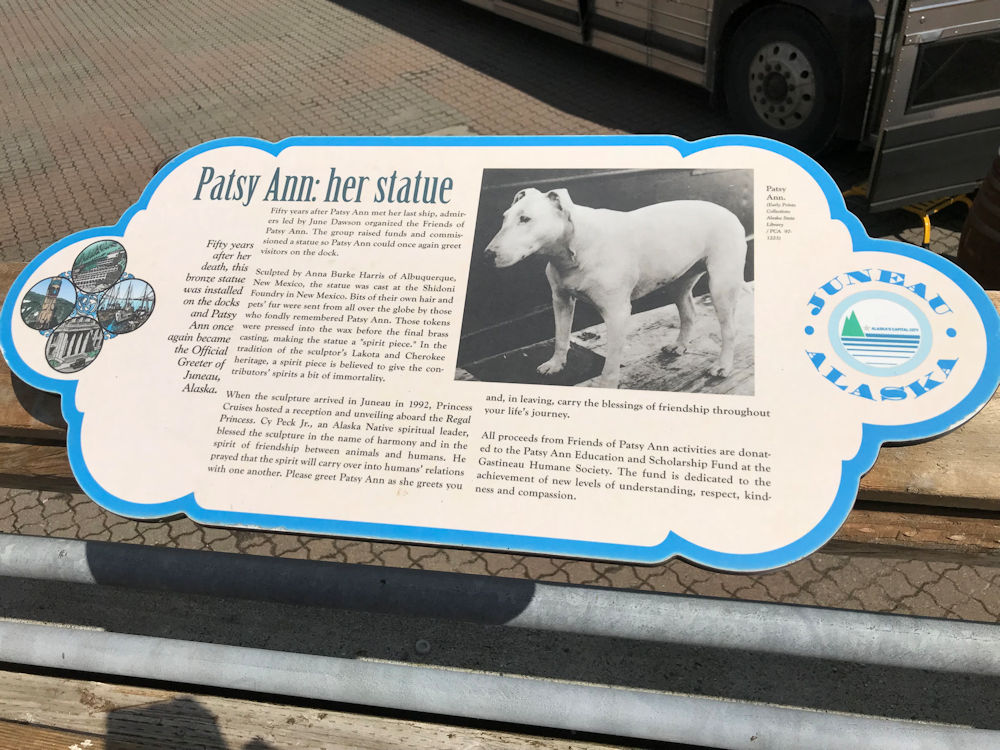 Patsy Ann: her statue
Fifty years
after her
death, this
bronze statue
was installed
on the docks
and Patsy
Ann once
again became
the Official
Greeter of
Juneau,
Alaska.
Fifty years after Patsy Ann met her last ship, admir-
ers led by June Dawson organized the Friends of
Patsy Ann. The group raised funds and commis-
sioned a statue so Patsy Ann could once again greet
visitors on the dock.
Sculpted by Anna Burke Harris of Albuquerque,
New Mexico, the statue was cast at the Shidoni
Foundry in New Mexico. Bits of their own hair and
pets' fur were sent from all over the globe by those
who fondly remembered Patsy Ann. Those tokens
were pressed into the wax before the final brass
casting, making the statue a "spirit piece." In the
tradition of the sculptor's Lakota and Cherokee
heritage, a spirit piece is believed to give the con-
tributors' spirits a bit of immortality.
When the sculpture arrived in Juneau in 1992, Princess
Cruises hosted a reception and unveiling aboard the Regal
Princess. Cy Peck Jr., an Alaska Native spiritual leader,
blessed the sculpture in the name of harmony and in the
spirit of friendship between animals and humans. He
prayed that the spirit will carry over into humans' relations
with one another. Please greet Patsy Ann as she greets you
and, in leaving, carry the blessings of friendship throughout
your life's journey.
All proceeds from Friends of Patsy Ann activities are donat-
ed to the Patsy Ann Education and Scholarship Fund at the
Gastineau Humane Society. The fund is dedicated to the
achievement of new levels of understanding, respect, kind-
ness and compassion.
Patsy
Ann.
(Early Prints
Collection,
Alaska State
Library
/ PCA 97-
1223)
JUNEAU
ALASKA'S CAPITAL CITY
ALASKA